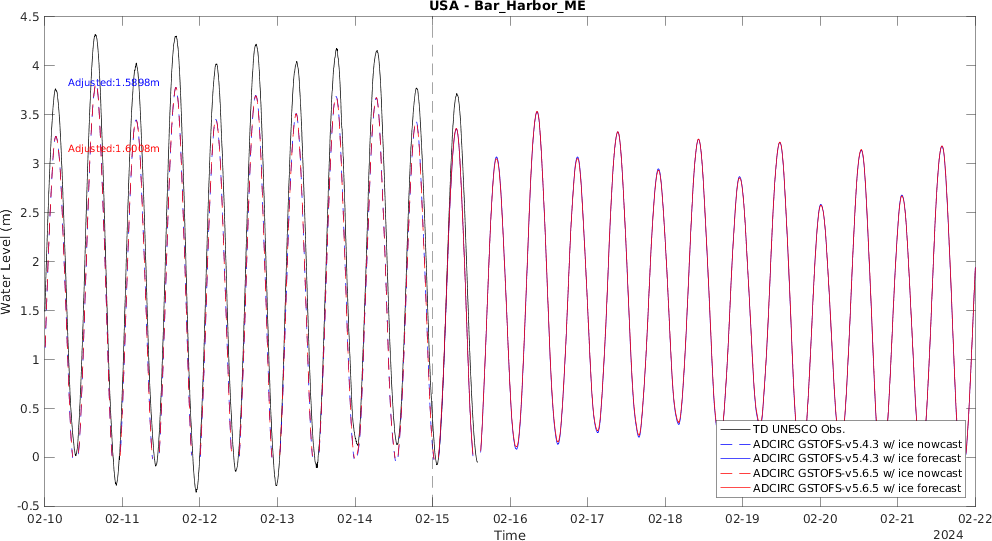 USA - Bar_Harbor_ME
4.5
4
3.5
3
2.5
2
1.5
1
0.5
0
-0.5
Water Level (m)
Adjusted:1.5898m
Adjusted:1.6008m
TD UNESCO Obs.
ADCIRC GSTOFS-v5.4.3 w/ ice nowcast
ADCIRC GSTOFS-v5.4.3 w/ ice forecast
ADCIRC GSTOFS-v5.6.5 w/ ice nowcast
ADCIRC GSTOFS-v5.6.5 w/ ice forecast
02-10 02-11 02-12 02-13 02-14 02-15 02-16 02-17 02-18 02-19 02-20 02-21 02-22
Time
2024